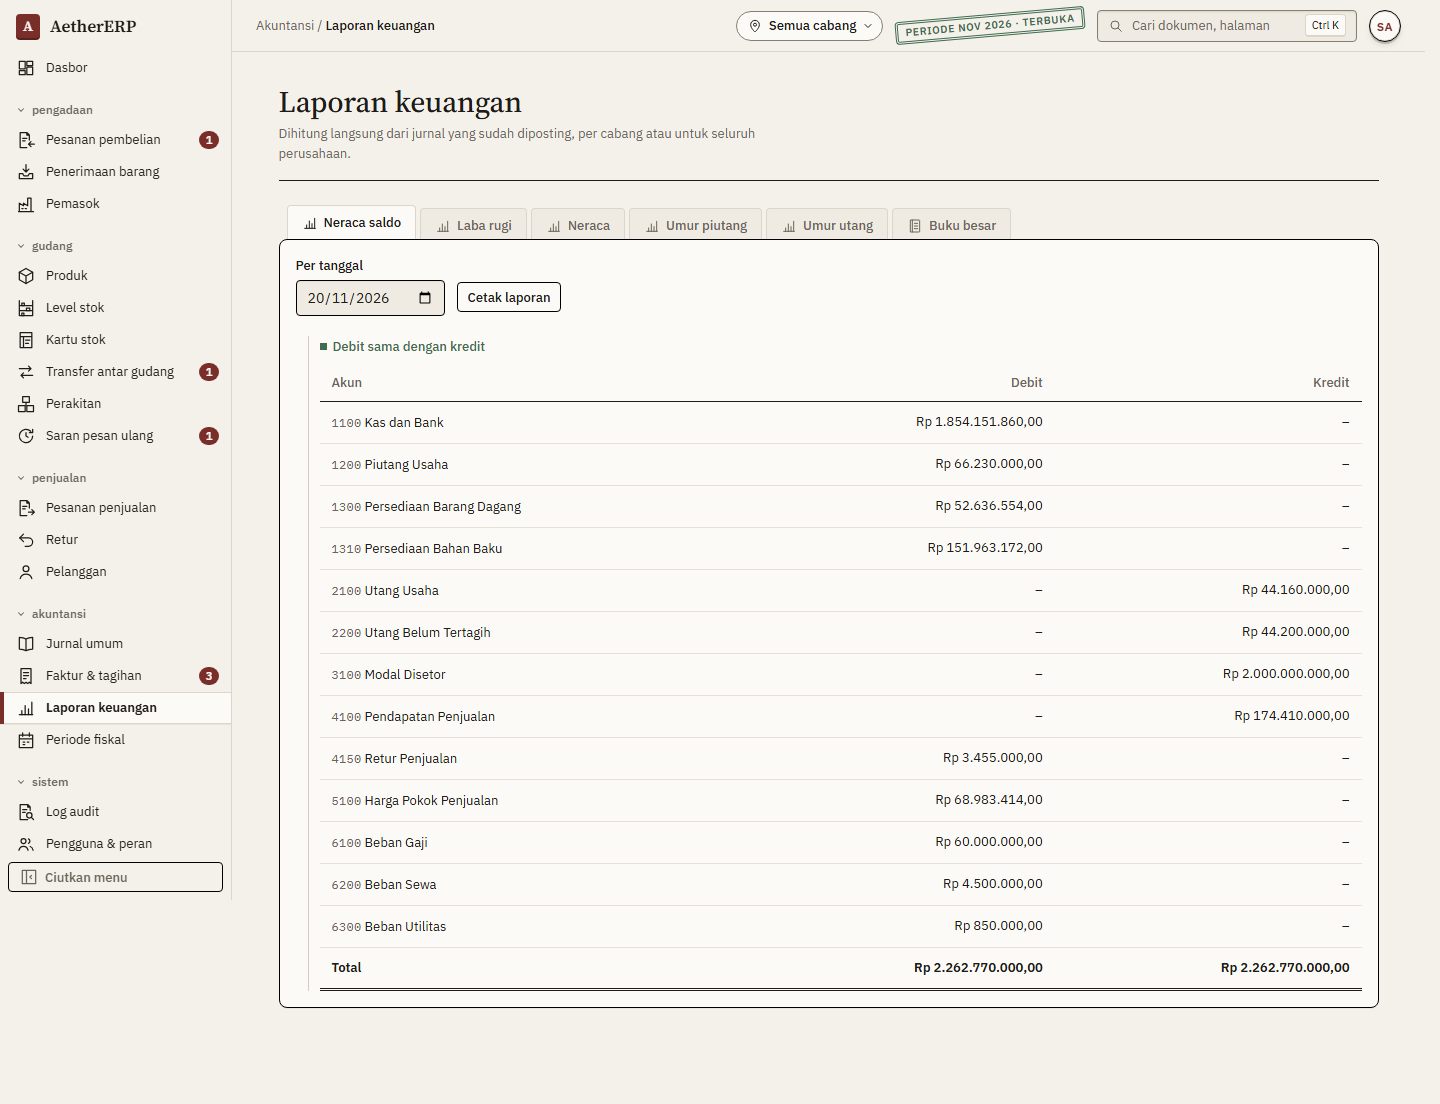 A AetherERP
Akuntansi / Laporan keuangan
Semua cabang
PERIODE NOV 2026 · TERBUKA
Cari dokumen, halaman
Ctrl K
SA
Dasbor
pengadaan
Pesanan pembelian 1
Penerimaan barang
Pemasok
gudang
Produk
Level stok
Kartu stok
Transfer antar gudang 1
Perakitan
Saran pesan ulang 1
penjualan
Pesanan penjualan
Retur
Pelanggan
akuntansi
Jurnal umum
Faktur & tagihan 3
Laporan keuangan
Periode fiskal
sistem
Log audit
Pengguna & peran
Ciutkan menu
Laporan keuangan
Dihitung langsung dari jurnal yang sudah diposting, per cabang atau untuk seluruh
perusahaan.
Neraca saldo
Laba rugi
Neraca
Umur piutang
Umur utang
Buku besar
Per tanggal
20/11/2026
Cetak laporan
Debit sama dengan kredit
Akun Debit Kredit
1100 Kas dan Bank Rp 1.854.151.860,00 –
1200 Piutang Usaha Rp 66.230.000,00 –
1300 Persediaan Barang Dagang Rp 52.636.554,00 –
1310 Persediaan Bahan Baku Rp 151.963.172,00 –
2100 Utang Usaha – Rp 44.160.000,00
2200 Utang Belum Tertagih – Rp 44.200.000,00
3100 Modal Disetor – Rp 2.000.000.000,00
4100 Pendapatan Penjualan – Rp 174.410.000,00
4150 Retur Penjualan Rp 3.455.000,00 –
5100 Harga Pokok Penjualan Rp 68.983.414,00 –
6100 Beban Gaji Rp 60.000.000,00 –
6200 Beban Sewa Rp 4.500.000,00 –
6300 Beban Utilitas Rp 850.000,00 –
Total Rp 2.262.770.000,00 Rp 2.262.770.000,00